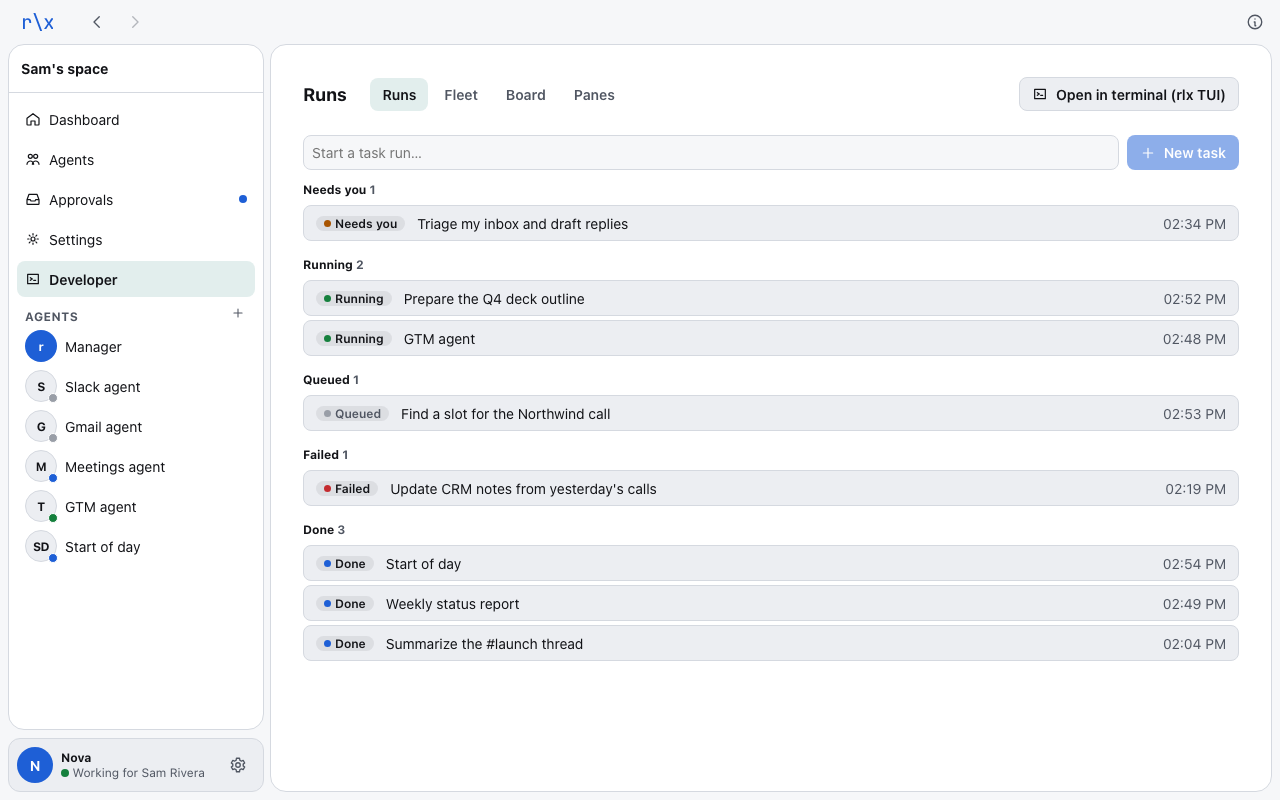 r\x
Sam's space
Dashboard
Agents
Approvals
Settings
Developer
AGENTS
r Manager
S Slack agent
G Gmail agent
M Meetings agent
T GTM agent
SD Start of day
N Nova
Working for Sam Rivera
Runs Runs Fleet Board Panes Open in terminal (rlx TUI)
Start a task run... New task
Needs you 1
Needs you Triage my inbox and draft replies 02:34 PM
Running 2
Running Prepare the Q4 deck outline 02:52 PM
Running GTM agent 02:48 PM
Queued 1
Queued Find a slot for the Northwind call 02:53 PM
Failed 1
Failed Update CRM notes from yesterday's calls 02:19 PM
Done 3
Done Start of day 02:54 PM
Done Weekly status report 02:49 PM
Done Summarize the #launch thread 02:04 PM